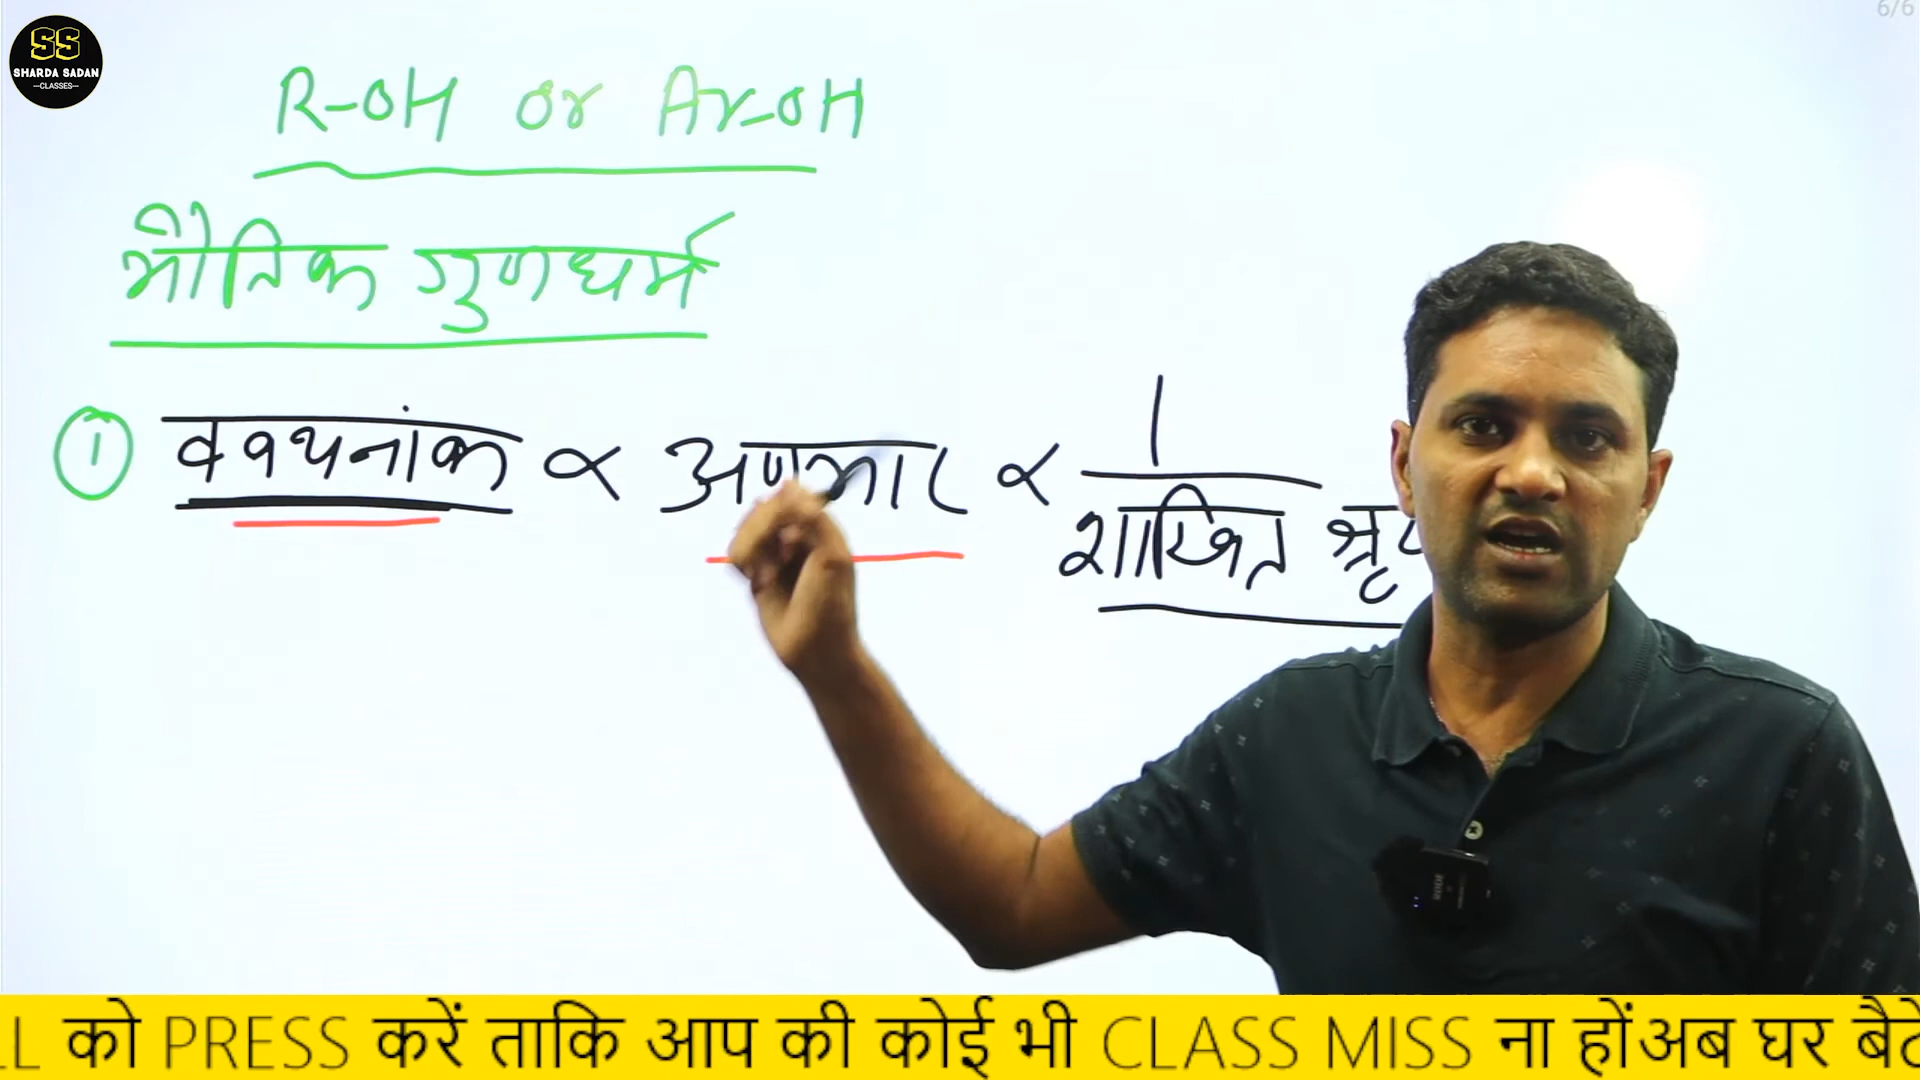 6/6
SS
SHARDA SADAN
—CLASSES—
R-OH or Ar-OH
भौतिक गुणधर्म
① क्वथनांक ∝ अणुभार ∝ 1
शाखित
LL को PRESS करें ताकि आप की कोई भी CLASS MISS ना होंअब घर बैठे